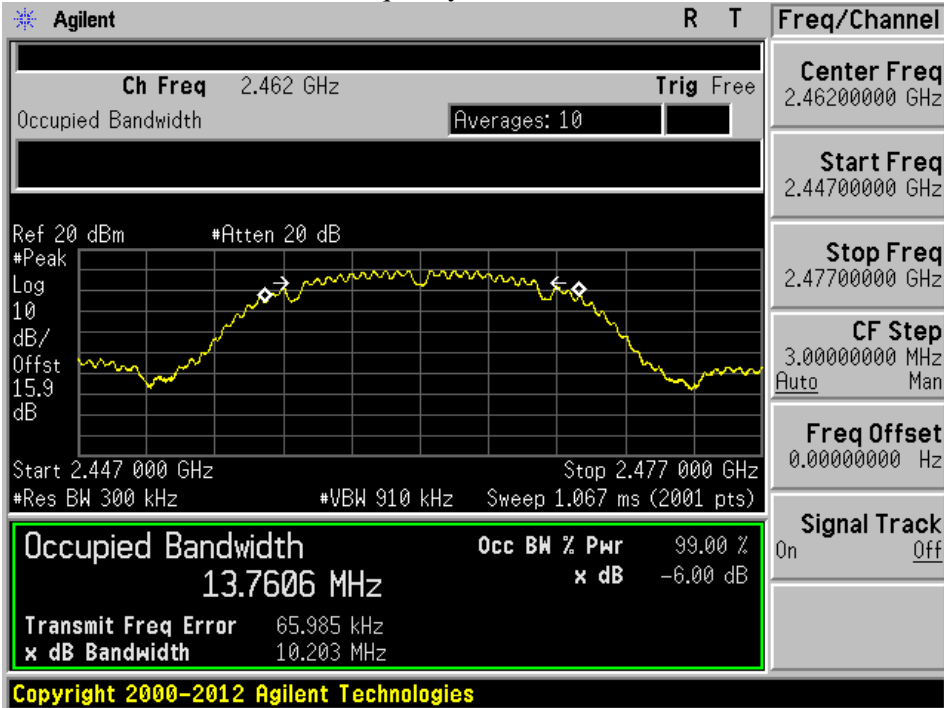 Agilent R T
Freq/Channel
Ch Freq 2.462 GHz Trig Free
Occupied Bandwidth Averages: 10
Center Freq
2.46200000 GHz
Start Freq
2.44700000 GHz
Stop Freq
2.47700000 GHz
CF Step
3.00000000 MHz
Auto Man
Freq Offset
0.00000000 Hz
Signal Track
On Off
Ref 20 dBm #Atten 20 dB
#Peak
Log
10
dB/
Offst
15.9
dB
Start 2.447 000 GHz Stop 2.477 000 GHz
#Res BW 300 kHz #VBW 910 kHz Sweep 1.067 ms (2001 pts)
Occupied Bandwidth Occ BW % Pwr 99.00 %
13.7606 MHz x dB -6.00 dB
Transmit Freq Error 65.985 kHz
x dB Bandwidth 10.203 MHz
Copyright 2000-2012 Agilent Technologies